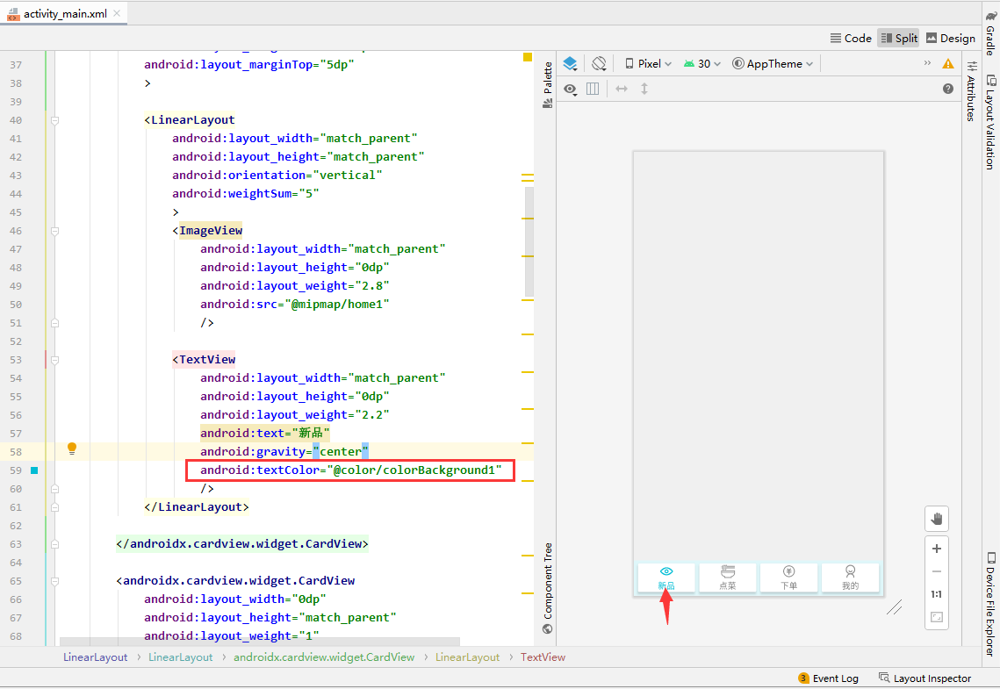 activity_main.xml
Code
Split
Design
37
android:layout_marginTop="5dp"
38
>
39
40
<LinearLayout
41
android:layout_width="match_parent"
42
android:layout_height="match_parent"
43
android:orientation="vertical"
44
android:weightSum="5"
45
>
46
<ImageView
47
android:layout_width="match_parent"
48
android:layout_height="0dp"
49
android:layout_weight="2.8"
50
android:src="@mipmap/home1"
51
/>
52
53
<TextView
54
android:layout_width="match_parent"
55
android:layout_height="0dp"
56
android:layout_weight="2.2"
57
android:text="新品"
58
android:gravity="center"
59
android:textColor="@color/colorBackground1"
60
/>
61
</LinearLayout>
62
63
</androidx.cardview.widget.CardView>
64
65
<androidx.cardview.widget.CardView
66
android:layout_width="0dp"
67
android:layout_height="match_parent"
68
android:layout_weight="1"
Palette
Component Tree
Pixel
30
AppTheme
新品
点菜
下单
我的
1:1
Attributes
Gradle
Layout Validation
Device File Explorer
LinearLayout
LinearLayout
androidx.cardview.widget.CardView
LinearLayout
TextView
3 Event Log
Layout Inspector